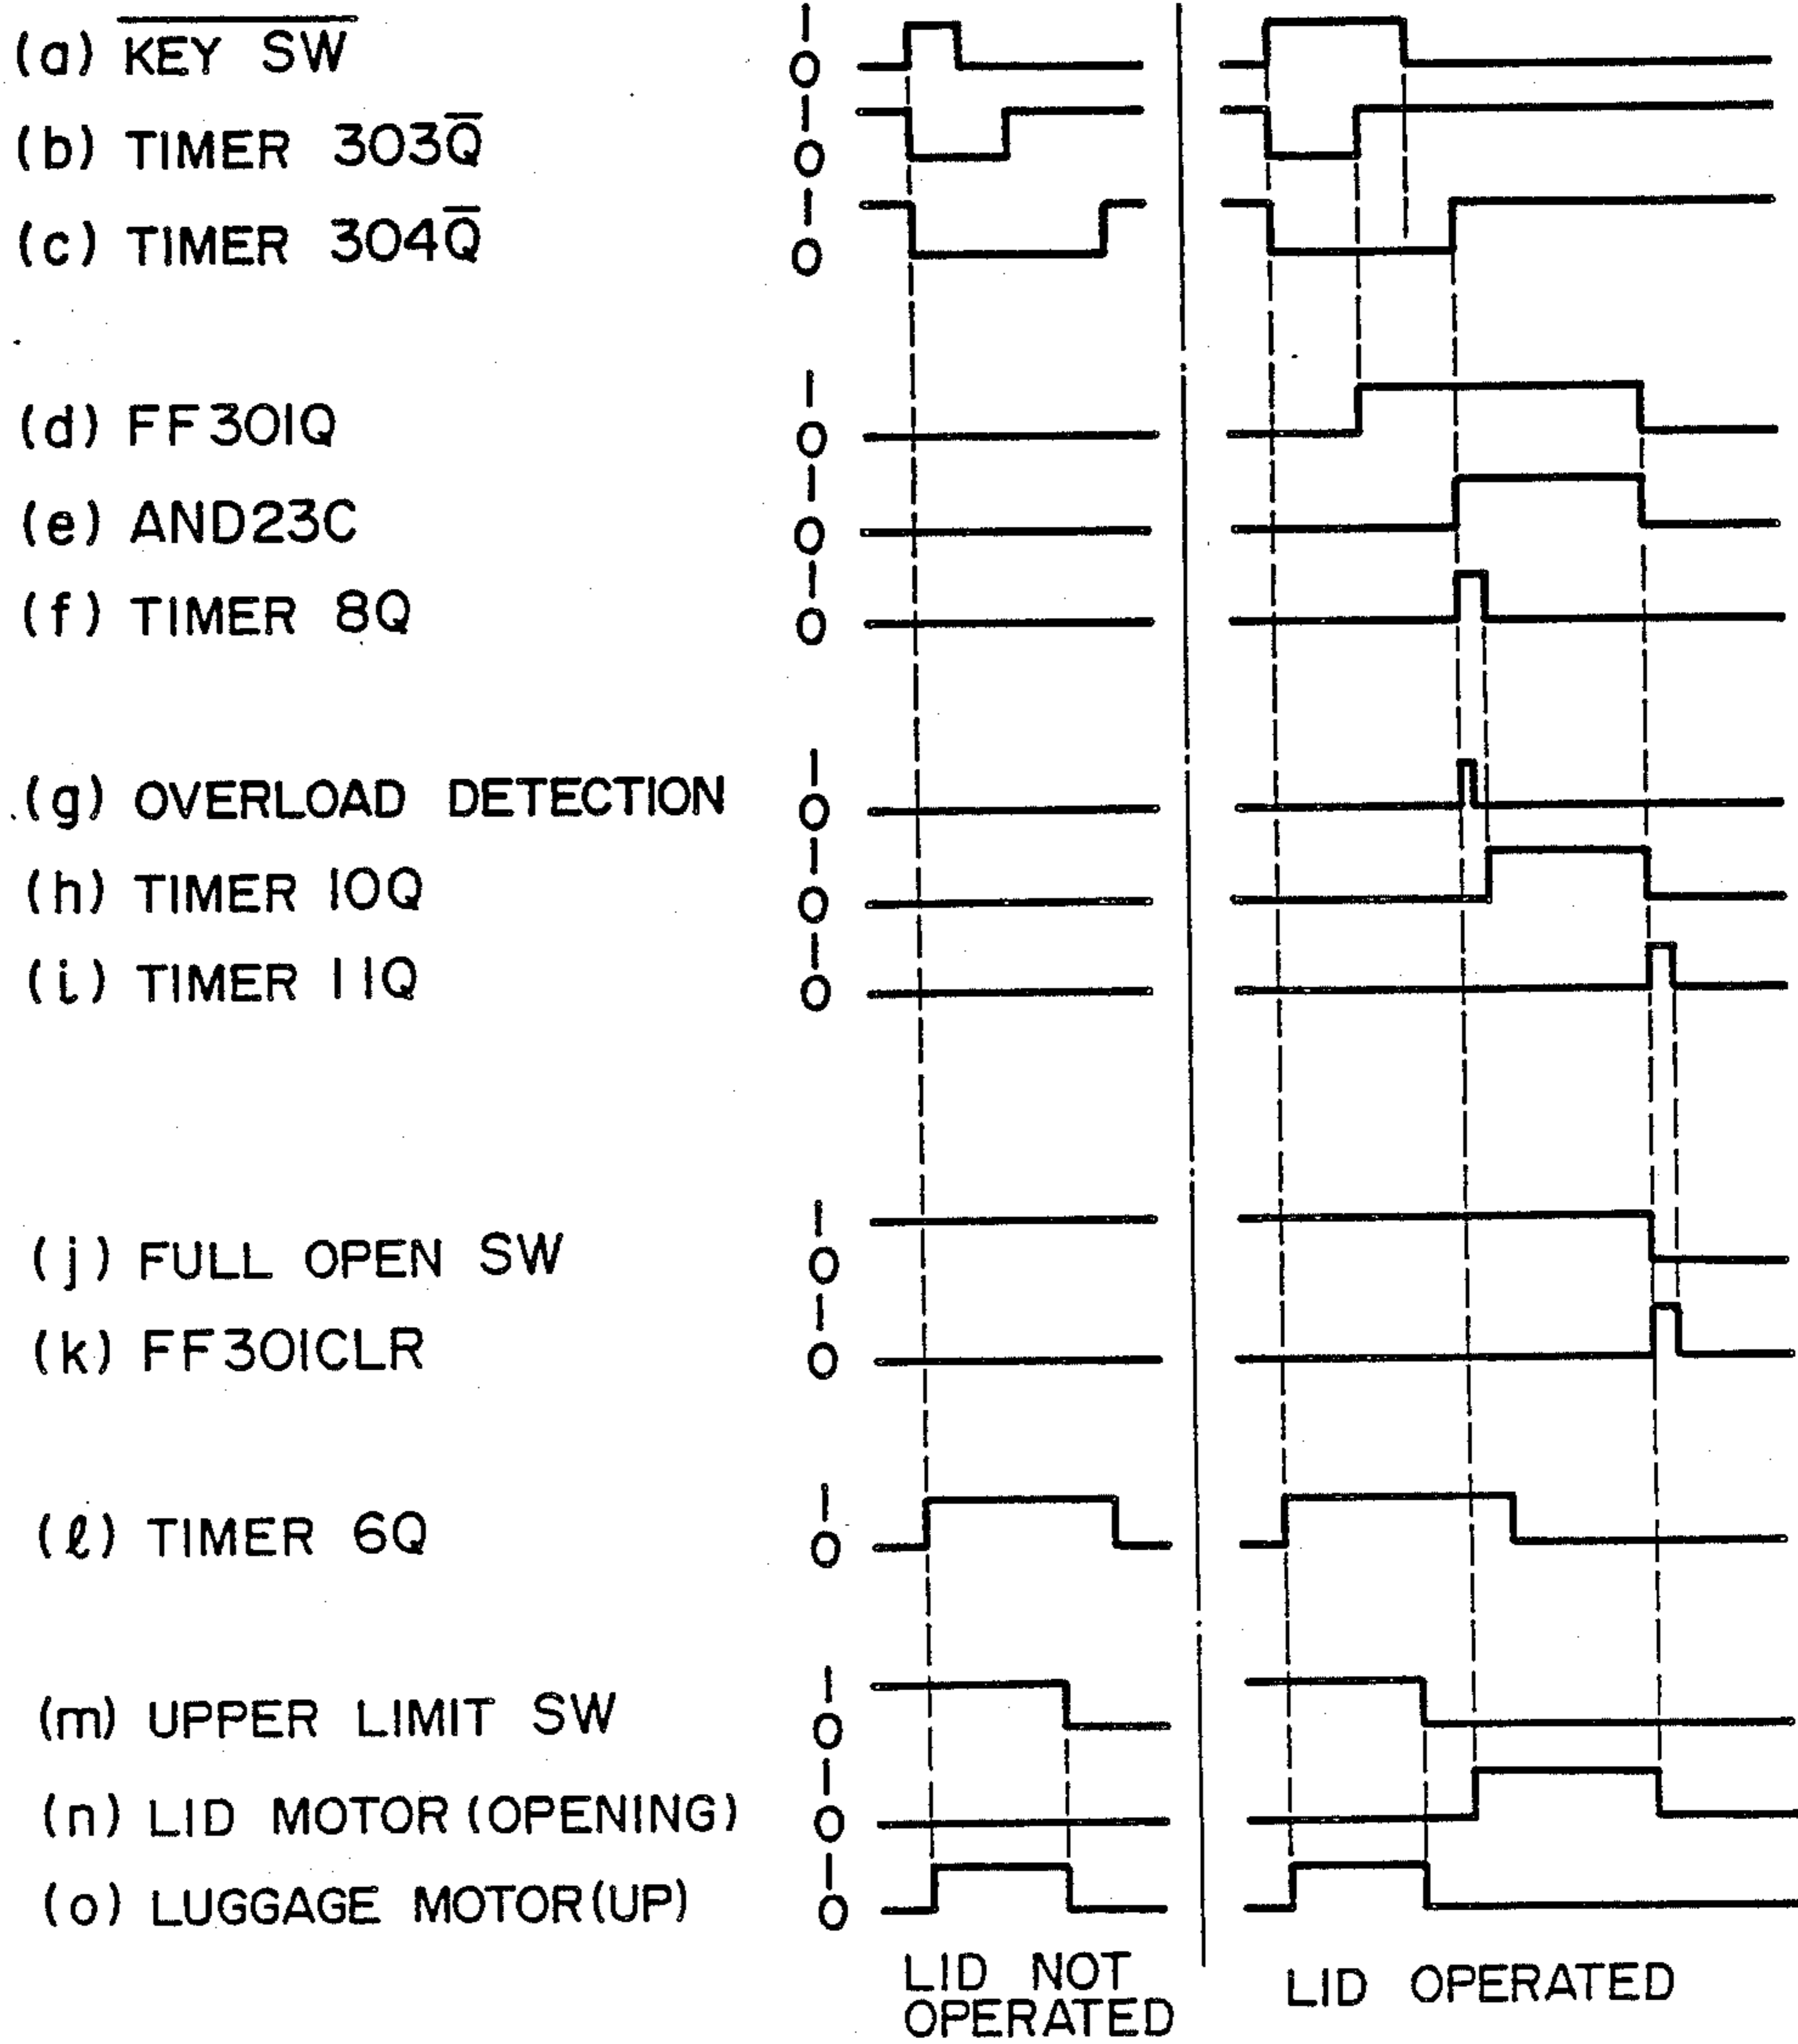 (a) K̅E̅Y̅ ̅S̅W̅
(b) TIMER 303Q̅
(c) TIMER 304Q̅
(d) FF301Q
(e) AND23C
(f) TIMER 8Q
(g) OVERLOAD DETECTION
(h) TIMER 10Q
(i) TIMER 11Q
(j) FULL OPEN SW
(k) FF301CLR
(ℓ) TIMER 6Q
(m) UPPER LIMIT SW
(n) LID MOTOR (OPENING)
(o) LUGGAGE MOTOR (UP)
1
0
1
0
1
0
1
0
1
0
1
0
1
0
1
0
1
0
1
0
1
0
1
0
1
0
1
0
1
0
LID NOT
OPERATED
LID OPERATED